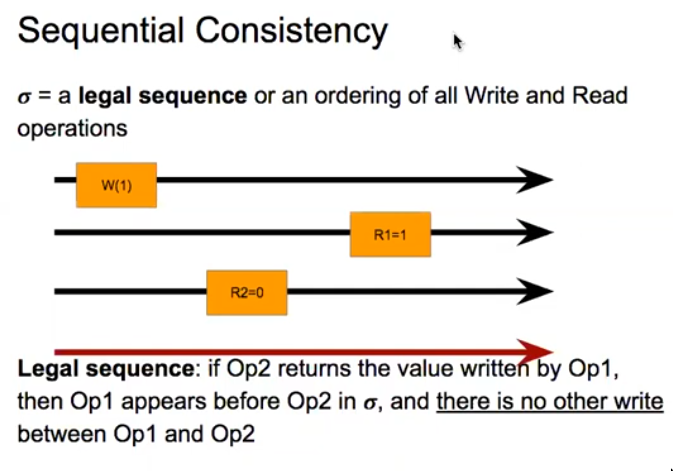 Sequential Consistency
σ = a legal sequence or an ordering of all Write and Read
operations
W(1)
R1=1
R2=0
Legal sequence: if Op2 returns the value written by Op1,
then Op1 appears before Op2 in σ, and there is no other write
between Op1 and Op2